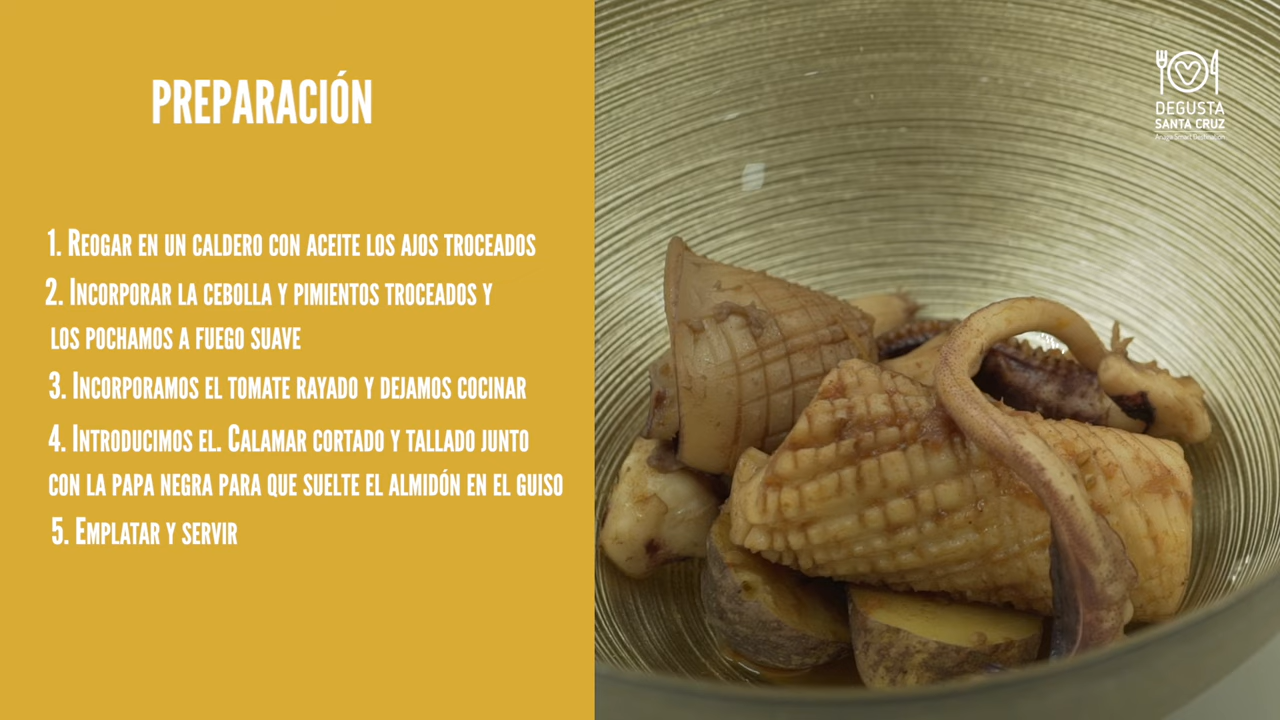 PREPARACIÓN
1. REOGAR EN UN CALDERO CON ACEITE LOS AJOS TROCEADOS
2. INCORPORAR LA CEBOLLA Y PIMIENTOS TROCEADOS Y
LOS POCHAMOS A FUEGO SUAVE
3. INCORPORAMOS EL TOMATE RAYADO Y DEJAMOS COCINAR
4. INTRODUCIMOS EL. CALAMAR CORTADO Y TALLADO JUNTO
CON LA PAPA NEGRA PARA QUE SUELTE EL ALMIDÓN EN EL GUISO
5. EMPLATAR Y SERVIR
DEGUSTA
SANTA CRUZ